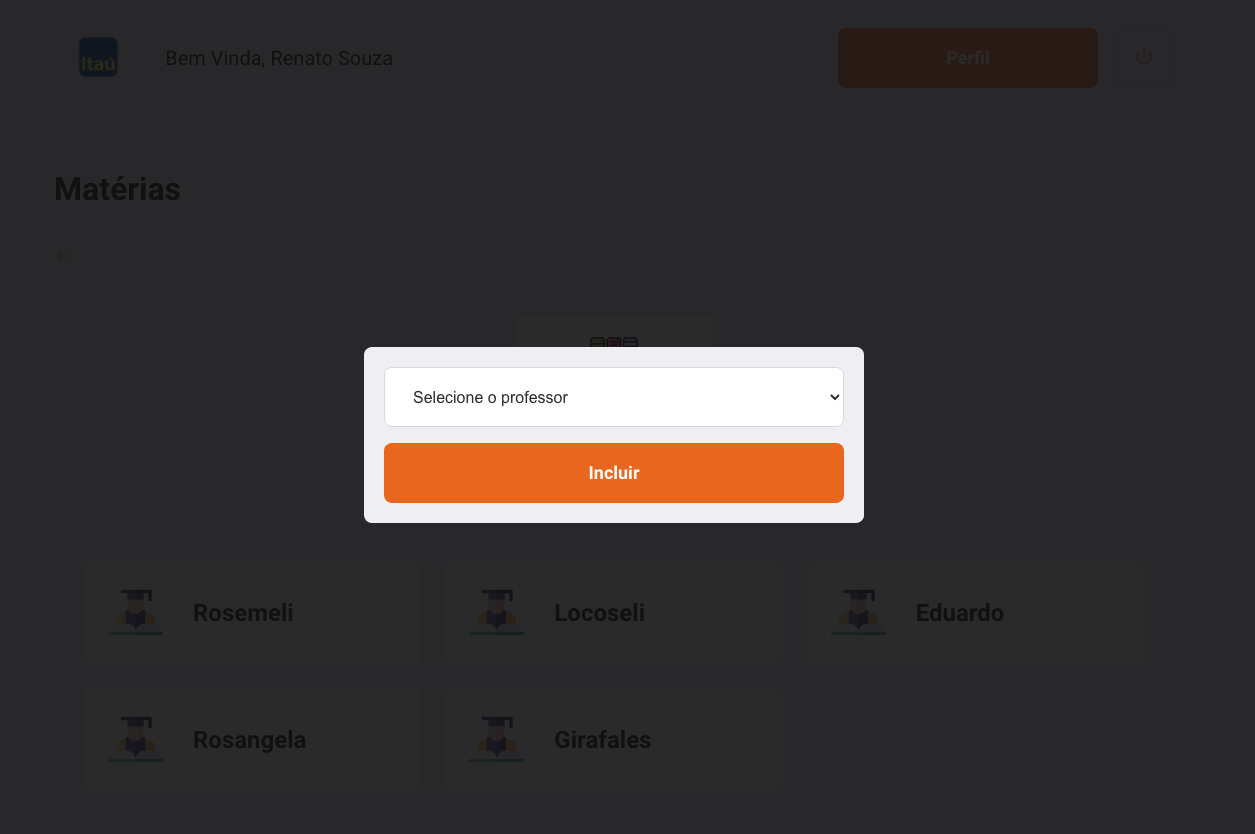 Itaú
Bem Vinda, Renato Souza
Perfil
Matérias
Selecione o professor
Incluir
Rosemeli
Locoseli
Eduardo
Rosangela
Girafales